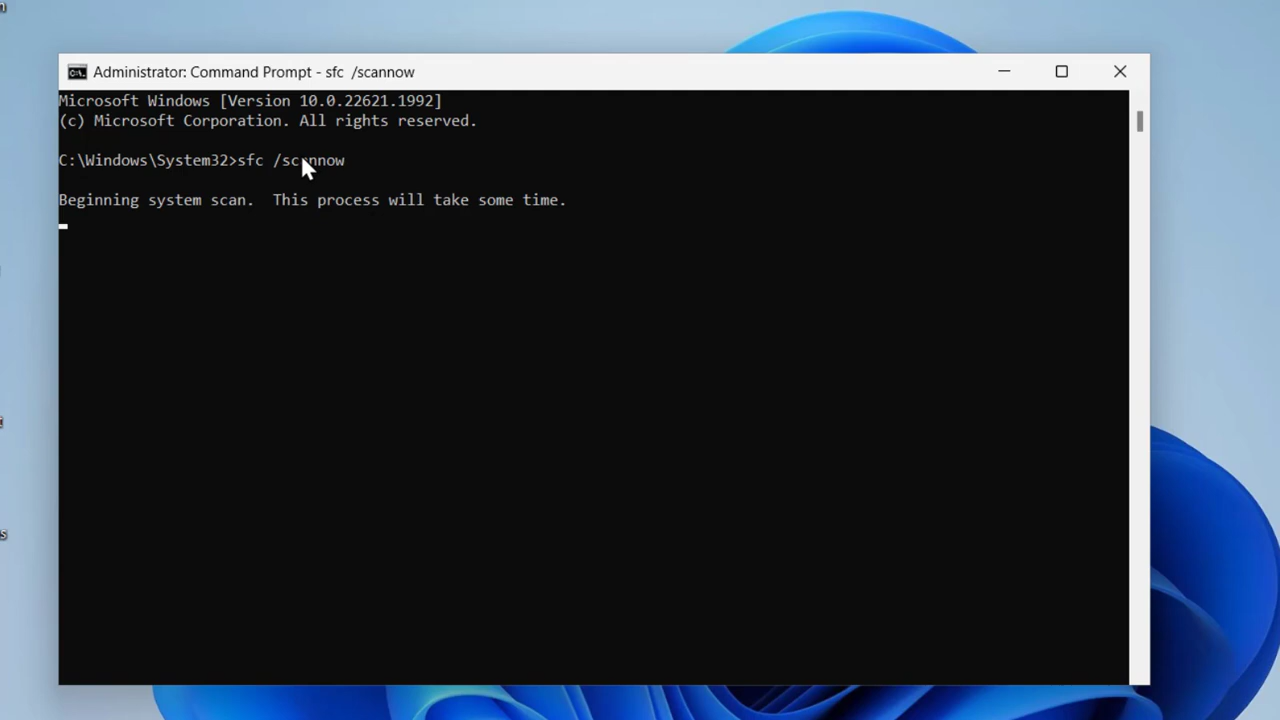 Administrator: Command Prompt - sfc  /scannow
Microsoft Windows [Version 10.0.22621.1992]
(c) Microsoft Corporation. All rights reserved.
C:\Windows\System32>sfc /scannow
Beginning system scan.  This process will take some time.